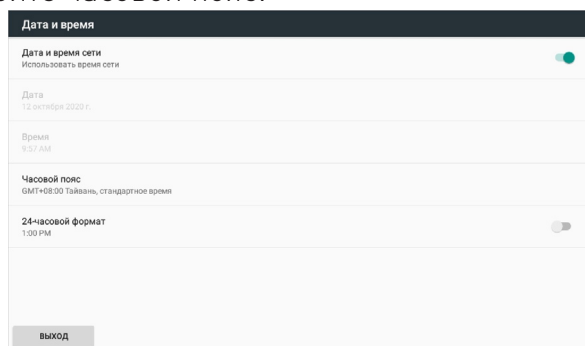 Дата и время
Дата и время сети
Использовать время сети
Дата
12 октября 2020 г.
Время
9:57 AM
Часовой пояс
GMT+08:00 Тайвань, стандартное время
24-часовой формат
1:00 PM
ВЫХОД